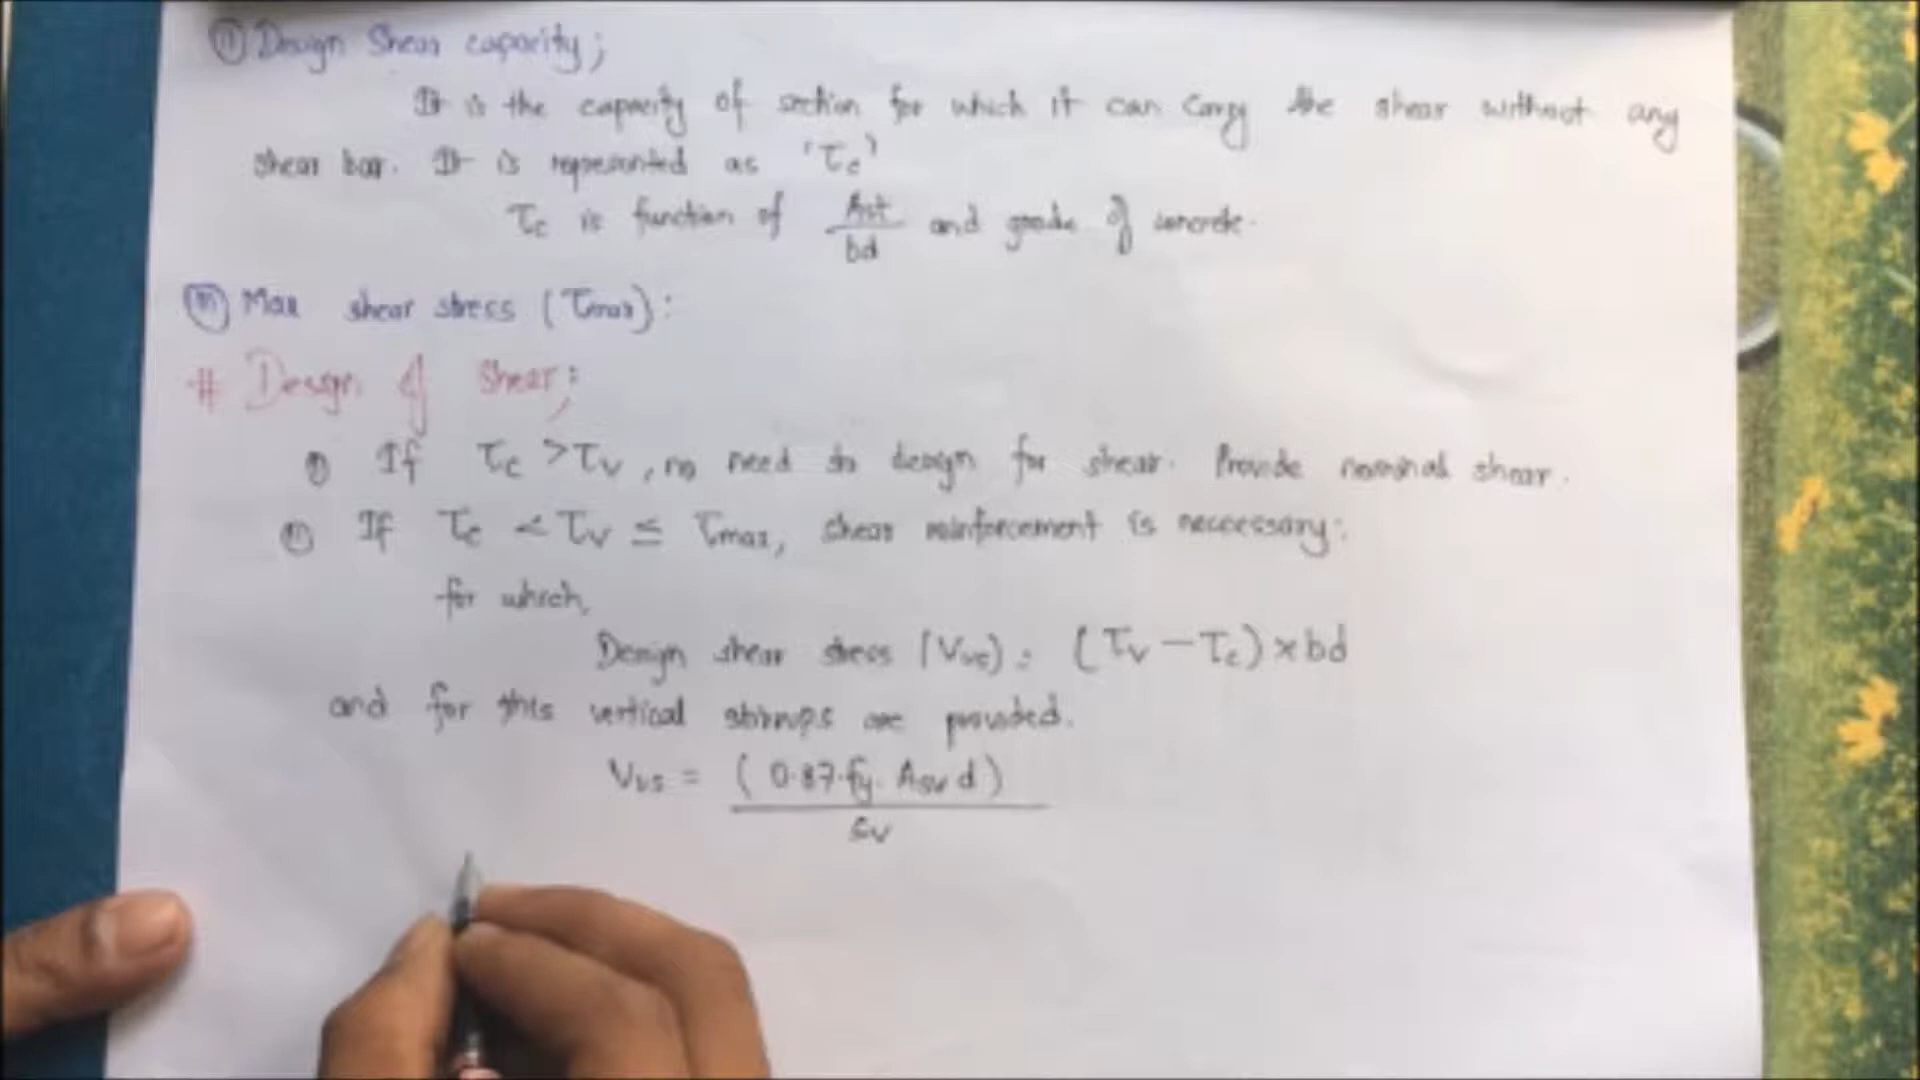 (ii) Design Shear capacity;
It is the capacity of section for which it can carry the shear without any
shear bar. It is represented as 'τc'
τc is function of Ast/bd and grade of concrete.
(iii) Max shear stress (τmax):
# Design of Shear;
(i) If τc > τv, no need to design for shear. Provide nominal shear.
(ii) If τc < τv ≤ τmax, shear reinforcement is neccessary:
for which,
Design shear stress (Vus) = (τv - τc) × bd
and for this vertical stirrups are provided.
Vus = (0.87.fy. Asv d) / Sv